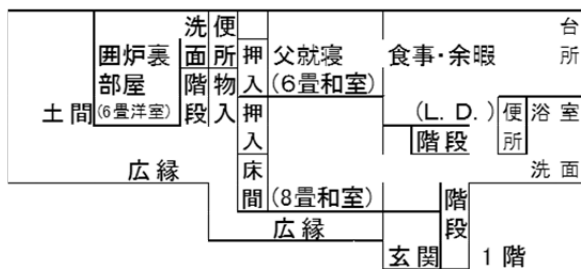 台所
洗面
便所
囲炉裏部屋
(6畳洋室)
階段
物入
押入
父就寝
(6畳和室)
食事・余暇
(L. D.)
土間
押入
階段
便所
浴室
洗面
広縁
床間
(8畳和室)
階段
広縁
玄関
1階